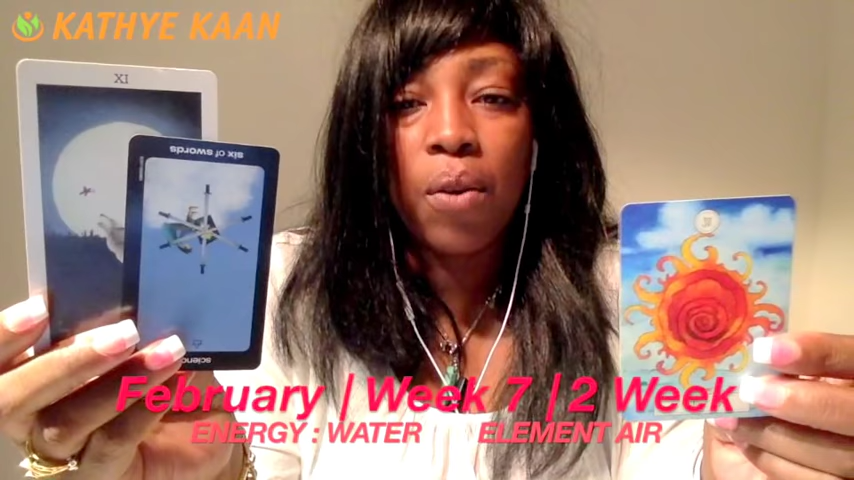 KATHYE KAAN
XI
six of swords
science
February | Week 7 | 2 Week
ENERGY : WATER ELEMENT AIR